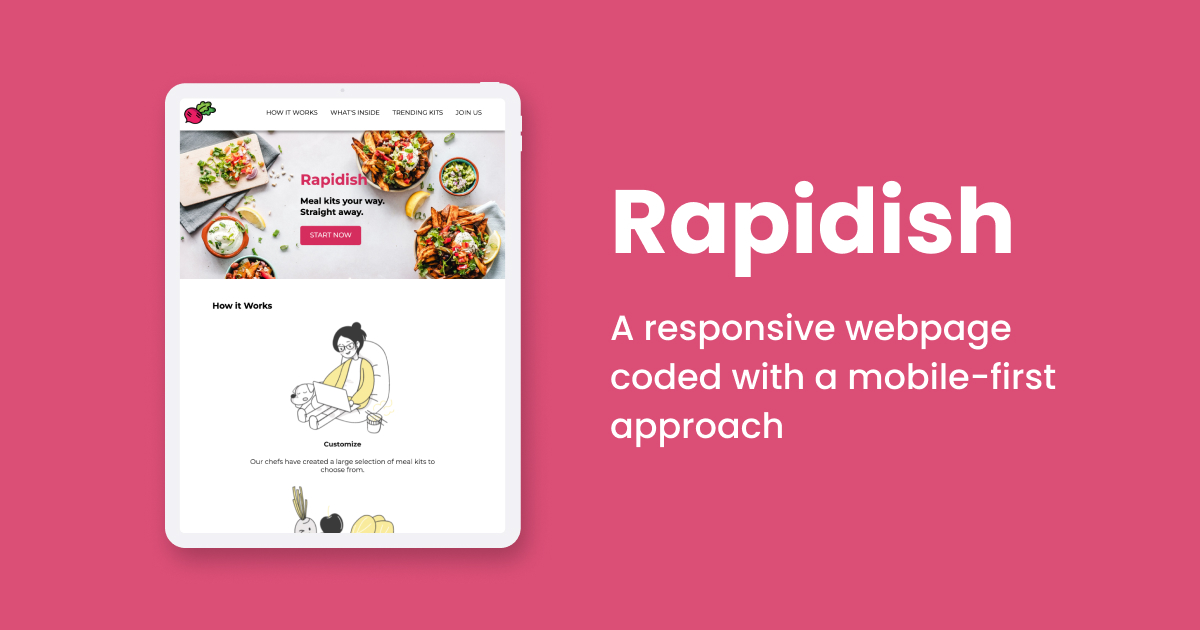 HOW IT WORKS WHAT'S INSIDE TRENDING KITS JOIN US
Rapidish
Meal kits your way.
Straight away.
START NOW
How it Works
Customize
Our chefs have created a large selection of meal kits to
choose from.
Rapidish
A responsive webpage
coded with a mobile-first
approach